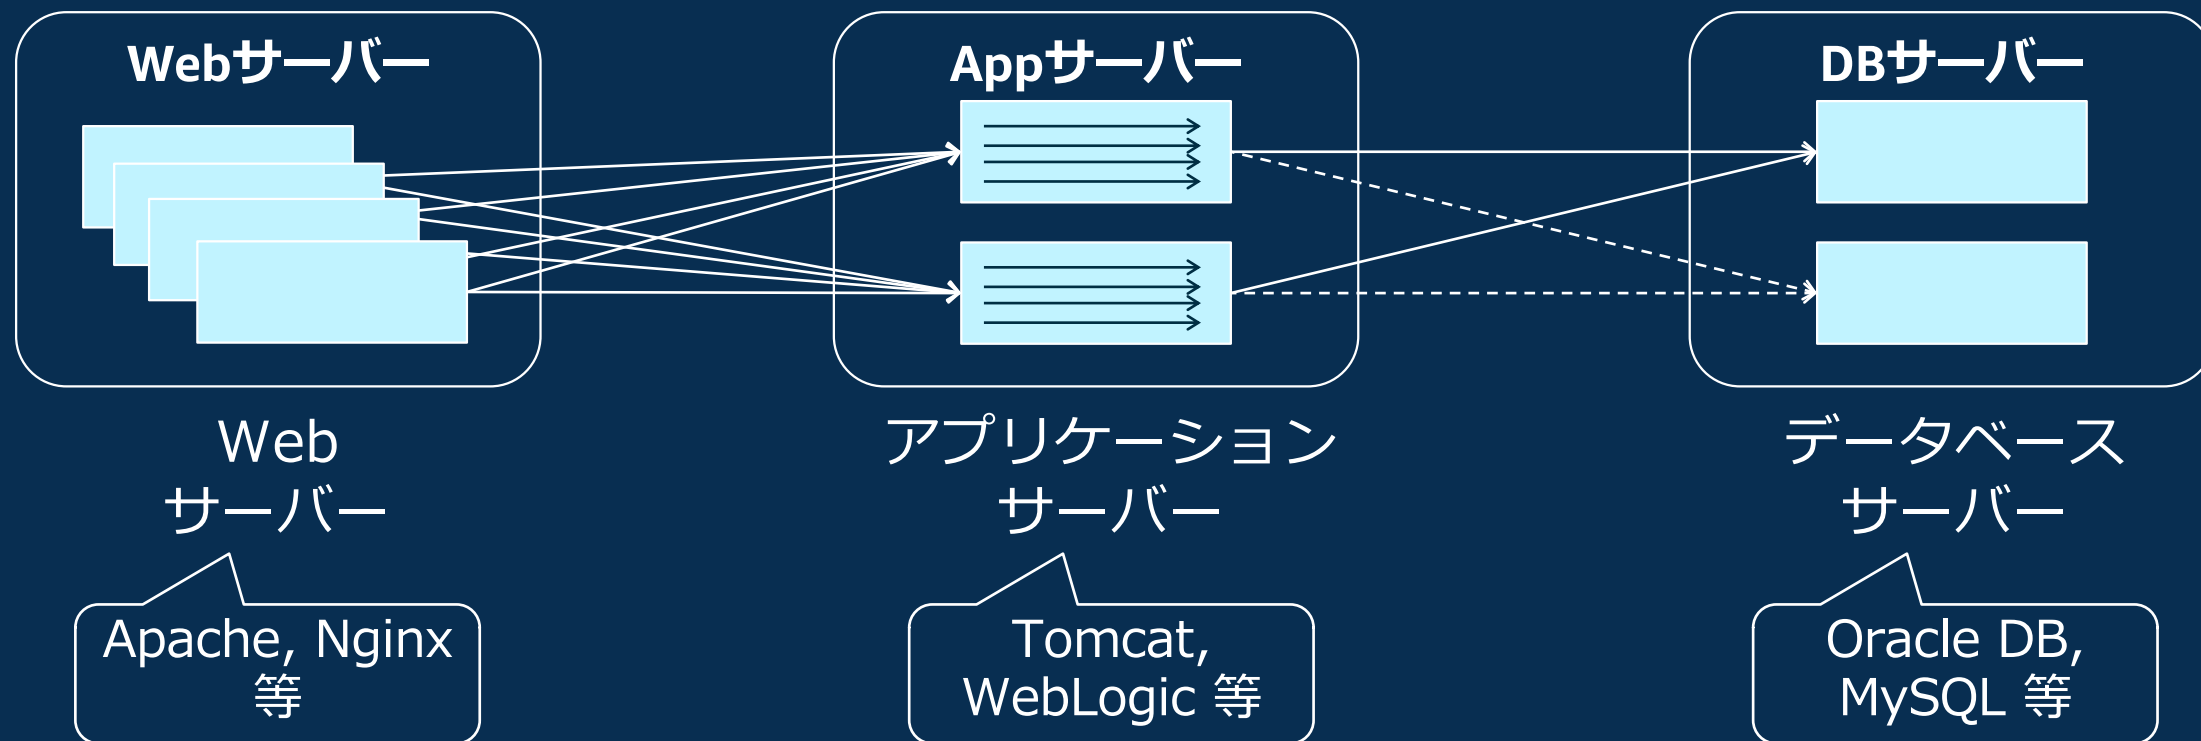 Webサーバー
Appサーバー
DBサーバー
Web
サーバー
アプリケーション
サーバー
データベース
サーバー
Apache, Nginx
等
Tomcat,
WebLogic 等
Oracle DB,
MySQL 等